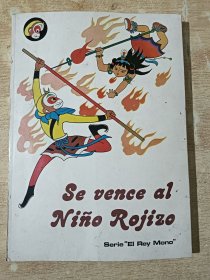 Se vence al
Niño Rojizo
Serie "El Rey Mono"